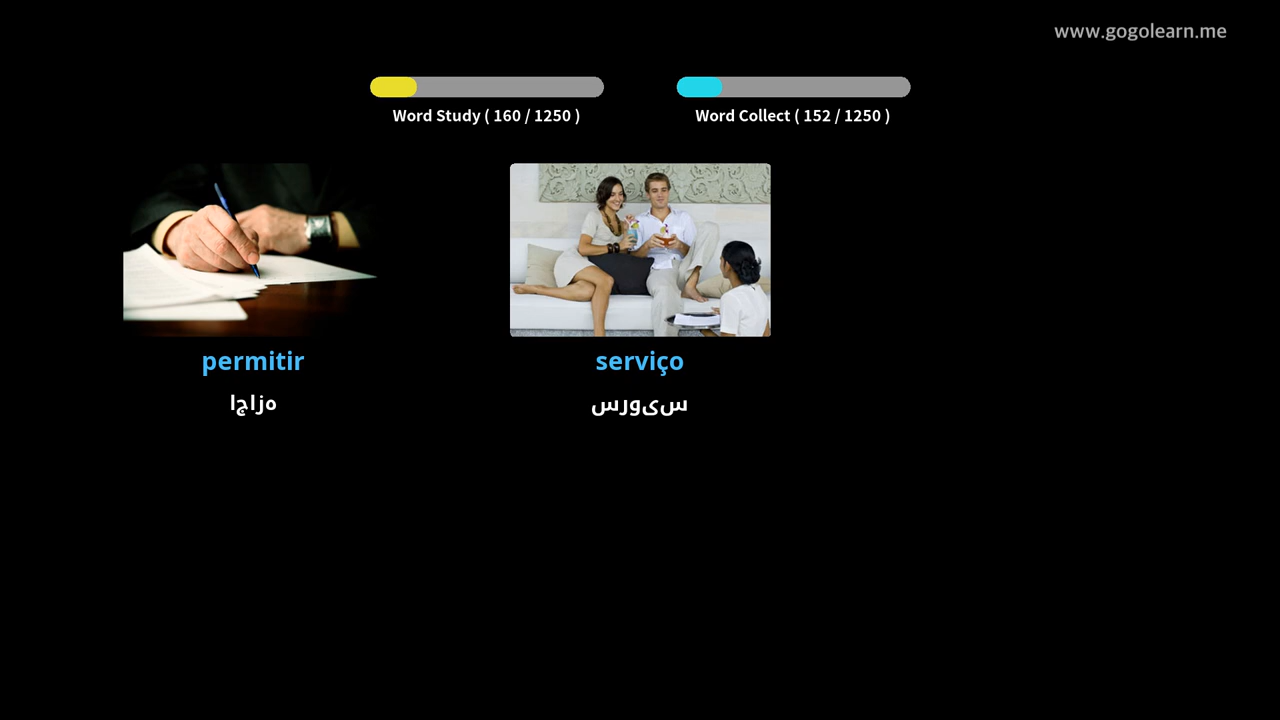 www.gogolearn.me
Word Study ( 160 / 1250 )
Word Collect ( 152 / 1250 )
permitir
serviço
اجازه
سرویس